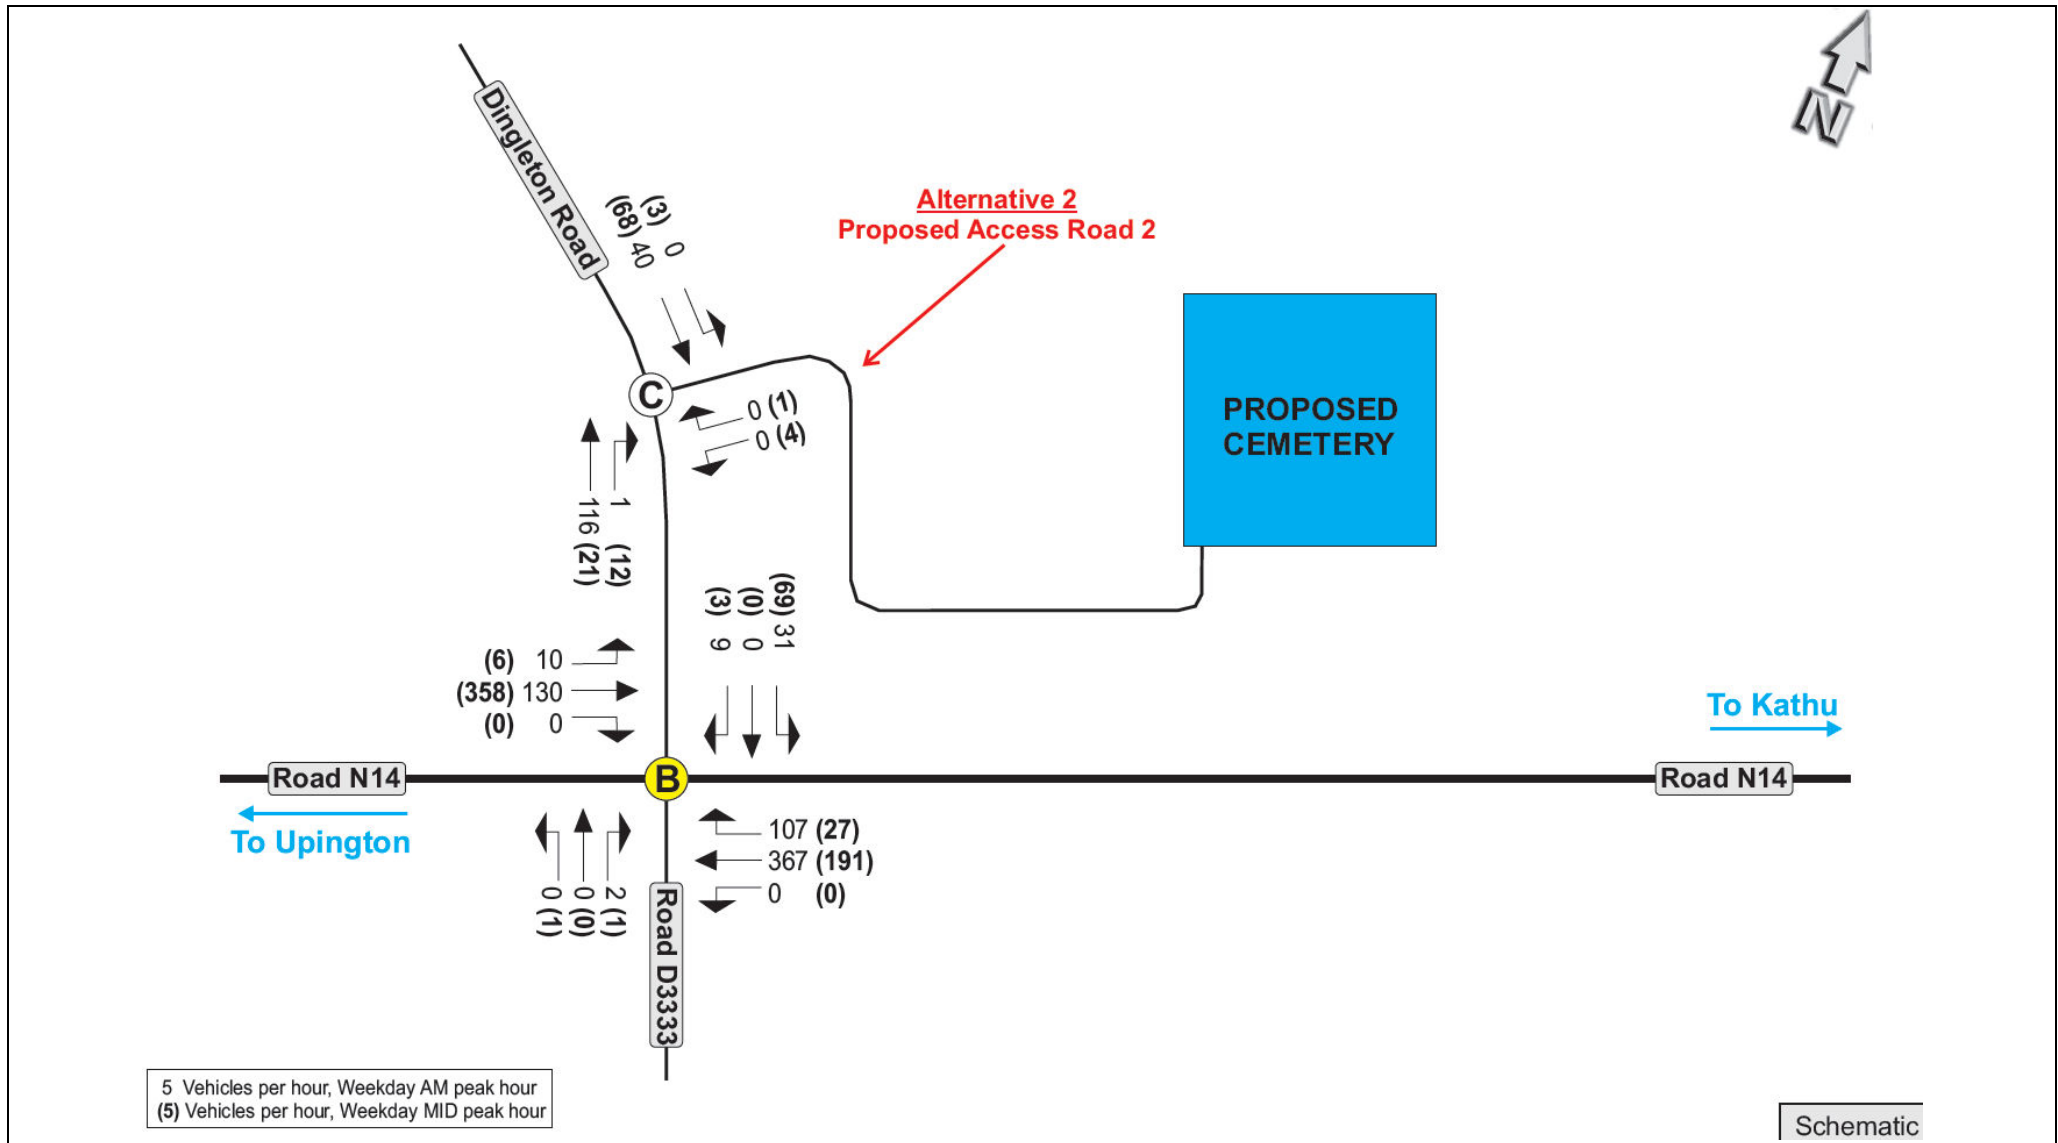 N
Dingleton Road
(3) 0
(68) 40
Alternative 2
Proposed Access Road 2
PROPOSED
CEMETERY
C
0 (1)
0 (4)
116 (21)
1 (12)
(3) 9
(0) 0
(69) 31
(6) 10
(358) 130
(0) 0
To Kathu
Road N14
B
Road N14
To Upington
107 (27)
367 (191)
0 (0)
0 (1)
0 (0)
2 (1)
Road D3333
5 Vehicles per hour, Weekday AM peak hour
(5) Vehicles per hour, Weekday MID peak hour
Schematic